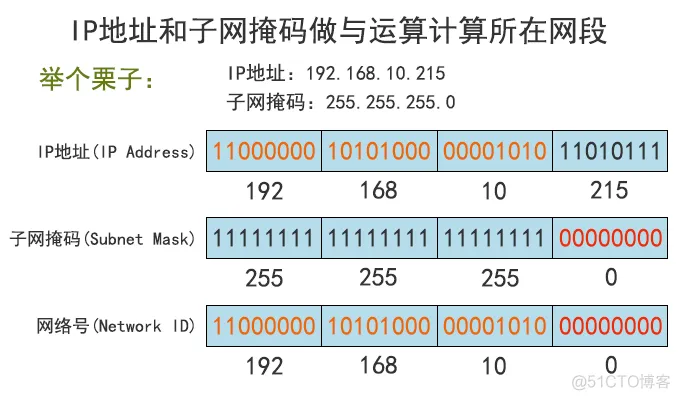 IP地址和子网掩码做与运算计算所在网段
举个栗子：
IP地址：192.168.10.215
子网掩码：255.255.255.0
IP地址(IP Address) 11000000 10101000 00001010 11010111
192 168 10 215
子网掩码(Subnet Mask) 11111111 11111111 11111111 00000000
255 255 255 0
网络号(Network ID) 11000000 10101000 00001010 00000000
192 168 10 0
@51CTO博客